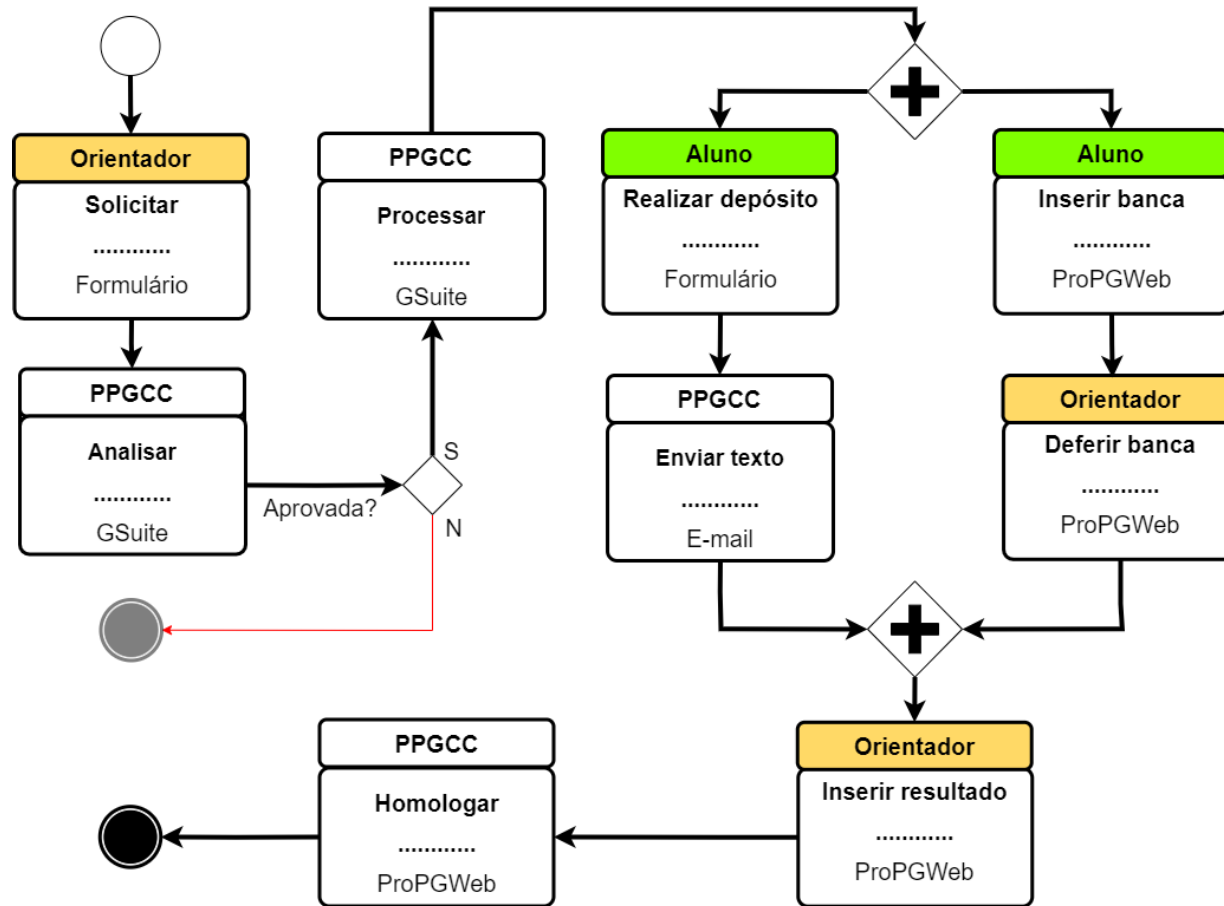 Orientador
Solicitar
............
Formulário
PPGCC
Analisar
............
GSuite
Aprovada?
S
N
PPGCC
Processar
............
GSuite
Aluno
Realizar depósito
............
Formulário
PPGCC
Enviar texto
............
E-mail
Aluno
Inserir banca
............
ProPGWeb
Orientador
Deferir banca
............
ProPGWeb
Orientador
Inserir resultado
............
ProPGWeb
PPGCC
Homologar
............
ProPGWeb